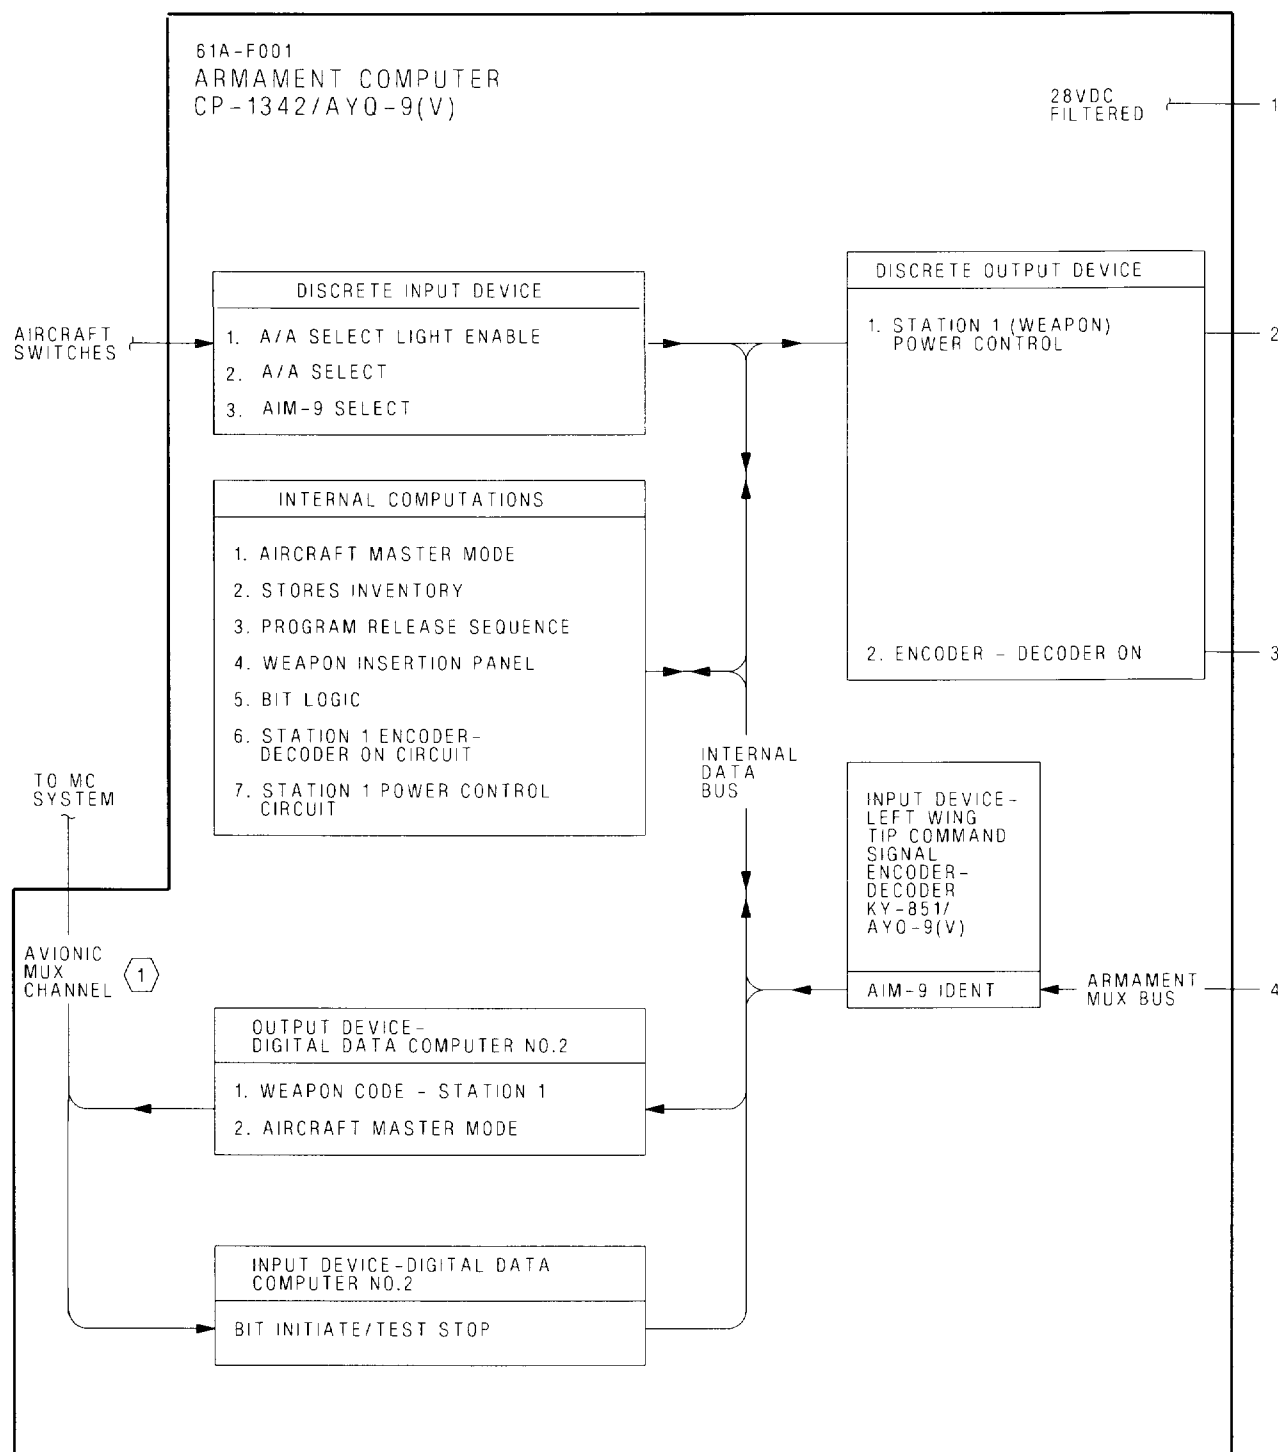 61A-F001
ARMAMENT COMPUTER
CP-1342/AYQ-9(V)
28VDC
FILTERED
1
DISCRETE INPUT DEVICE
1. A/A SELECT LIGHT ENABLE
2. A/A SELECT
3. AIM-9 SELECT
AIRCRAFT
SWITCHES
DISCRETE OUTPUT DEVICE
1. STATION 1 (WEAPON)
POWER CONTROL
2
2. ENCODER - DECODER ON
3
INTERNAL COMPUTATIONS
1. AIRCRAFT MASTER MODE
2. STORES INVENTORY
3. PROGRAM RELEASE SEQUENCE
4. WEAPON INSERTION PANEL
5. BIT LOGIC
6. STATION 1 ENCODER-
DECODER ON CIRCUIT
7. STATION 1 POWER CONTROL
CIRCUIT
INTERNAL
DATA
BUS
TO MC
SYSTEM
INPUT DEVICE-
LEFT WING
TIP COMMAND
SIGNAL
ENCODER-
DECODER
KY-851/
AYQ-9(V)
AIM-9 IDENT
ARMAMENT
MUX BUS
4
AVIONIC
MUX
CHANNEL
1
OUTPUT DEVICE-
DIGITAL DATA COMPUTER NO.2
1. WEAPON CODE - STATION 1
2. AIRCRAFT MASTER MODE
INPUT DEVICE-DIGITAL DATA
COMPUTER NO.2
BIT INITIATE/TEST STOP